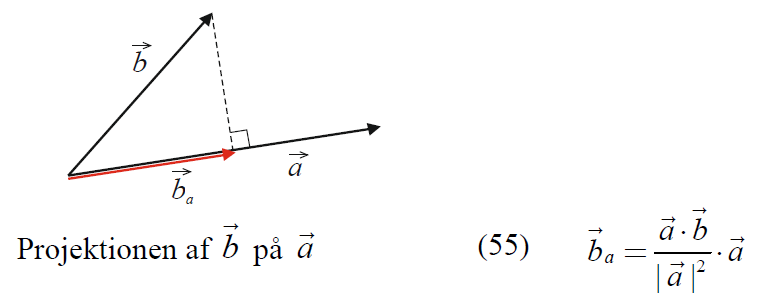 b⃗
a⃗
b⃗ₐ
Projektionen af b⃗ på a⃗ (55) b⃗ₐ = (a⃗ · b⃗)/|a⃗|² · a⃗